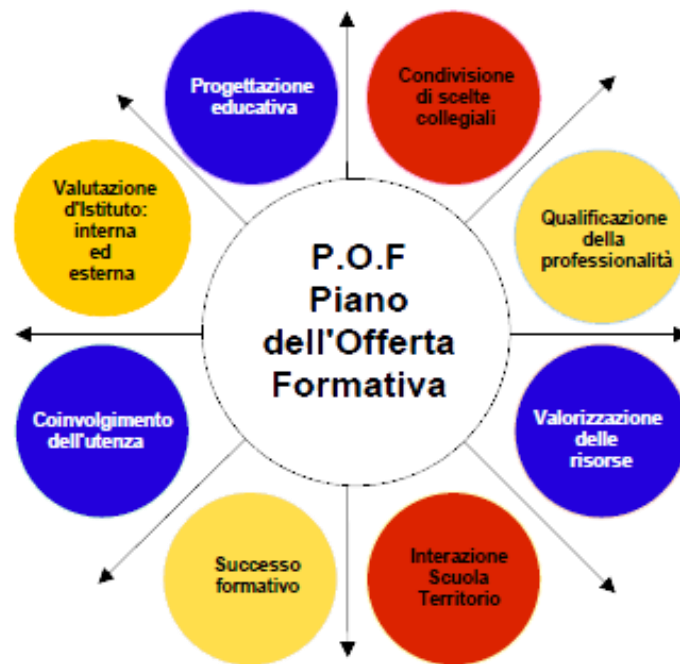 Progettazione
educativa
Condivisione
di scelte
collegiali
Valutazione
d'Istituto:
interna
ed
esterna
Qualificazione
della
professionalità
P.O.F
Piano
dell'Offerta
Formativa
Coinvolgimento
dell'utenza
Valorizzazione
delle
risorse
Successo
formativo
Interazione
Scuola
Territorio